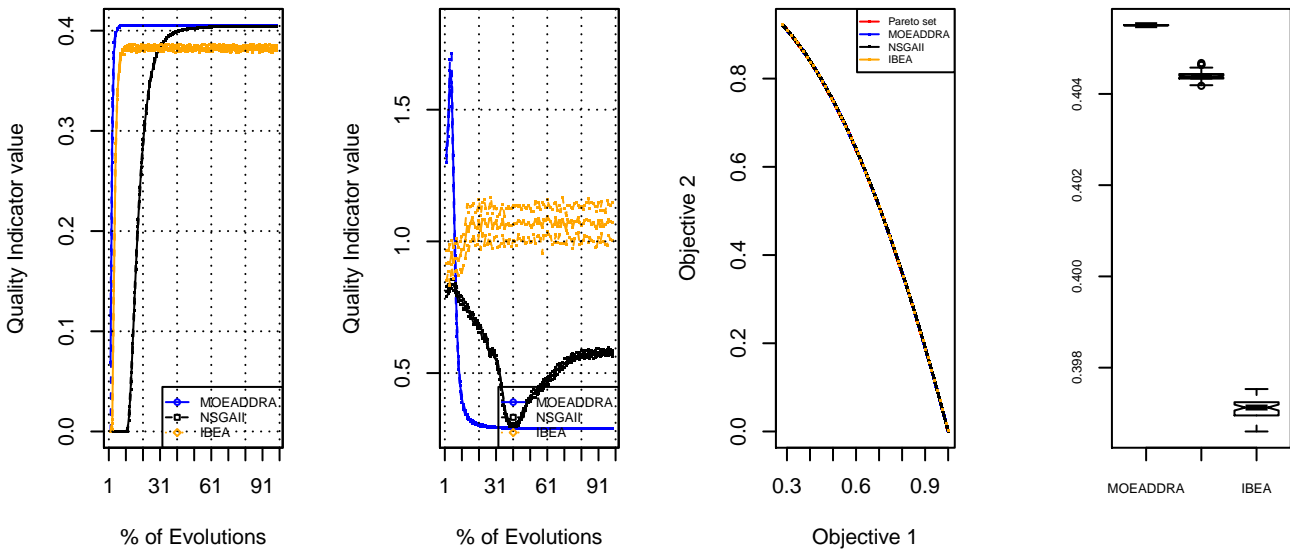 Quality Indicator value
0.0 0.1 0.2 0.3 0.4
MOEADDRA
NSGAII
IBEA
1 31 61 91
% of Evolutions
Quality Indicator value
0.5 1.0 1.5
MOEADDRA
NSGAII
IBEA
1 31 61 91
% of Evolutions
Objective 2
0.0 0.2 0.4 0.6 0.8
Pareto set
MOEADDRA
NSGAII
IBEA
0.3 0.6 0.9
Objective 1
0.398 0.400 0.402 0.404
MOEADDRA IBEA